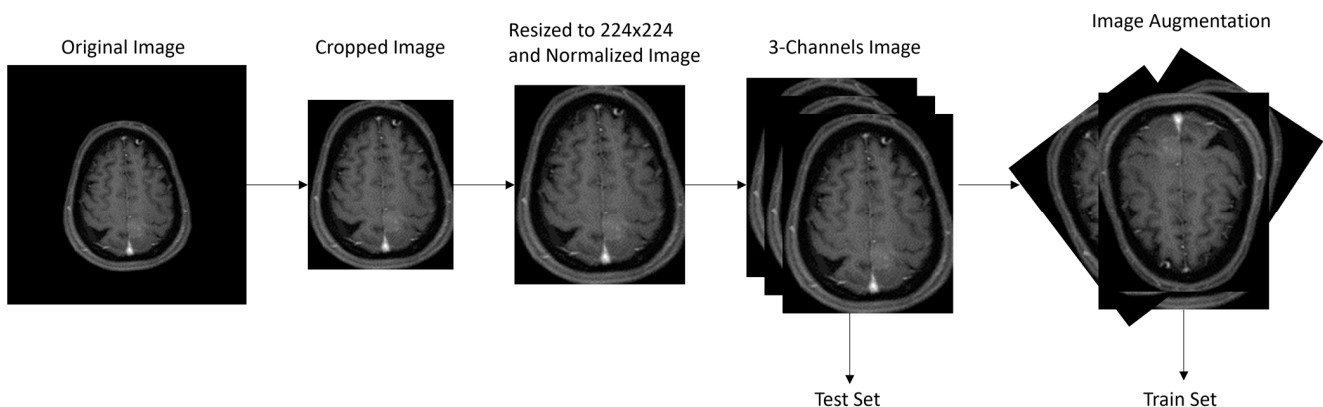 Original Image
Cropped Image
Resized to 224x224
and Normalized Image
3-Channels Image
Image Augmentation
Test Set
Train Set